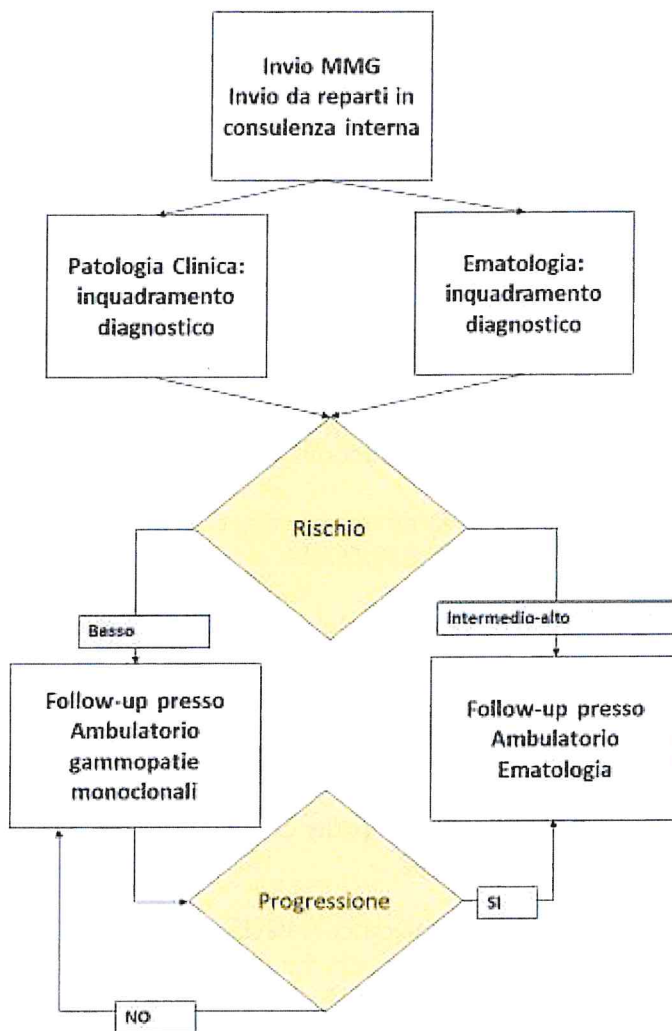 Invio MMG
Invio da reparti in
consulenza interna
Patologia Clinica:
inquadramento
diagnostico
Ematologia:
inquadramento
diagnostico
Rischio
Basso
Intermedio-alto
Follow-up presso
Ambulatorio
gammopatie
monoclonali
Follow-up presso
Ambulatorio
Ematologia
Progressione
SI
NO